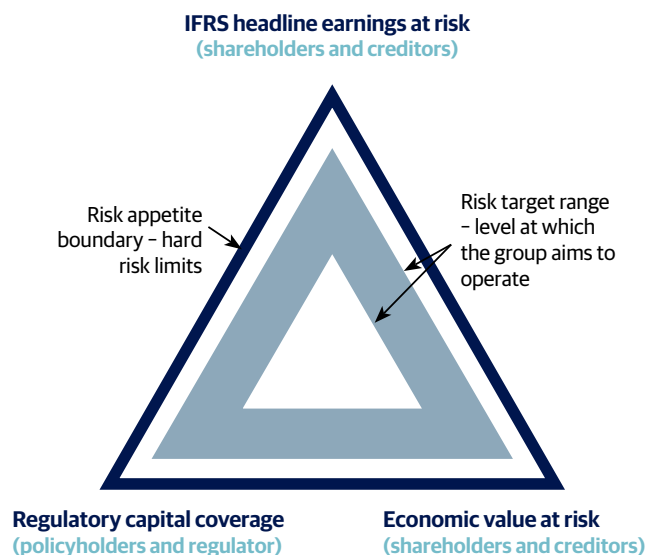 IFRS headline earnings at risk
(shareholders and creditors)
Risk appetite
boundary – hard
risk limits
Risk target range
– level at which
the group aims to
operate
Regulatory capital coverage
(policyholders and regulator)
Economic value at risk
(shareholders and creditors)